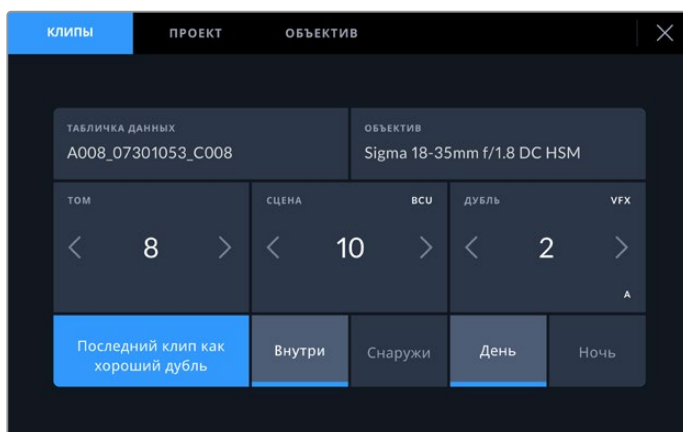 КЛИПЫ ПРОЕКТ ОБЪЕКТИВ
ТАБЛИЧКА ДАННЫХ ОБЪЕКТИВ
A008_07301053_C008 Sigma 18-35mm f/1.8 DC HSM
ТОМ СЦЕНА BCU ДУБЛЬ VFX
8 10 2
A
Последний клип как
хороший дубль
Внутри Снаружи День Ночь